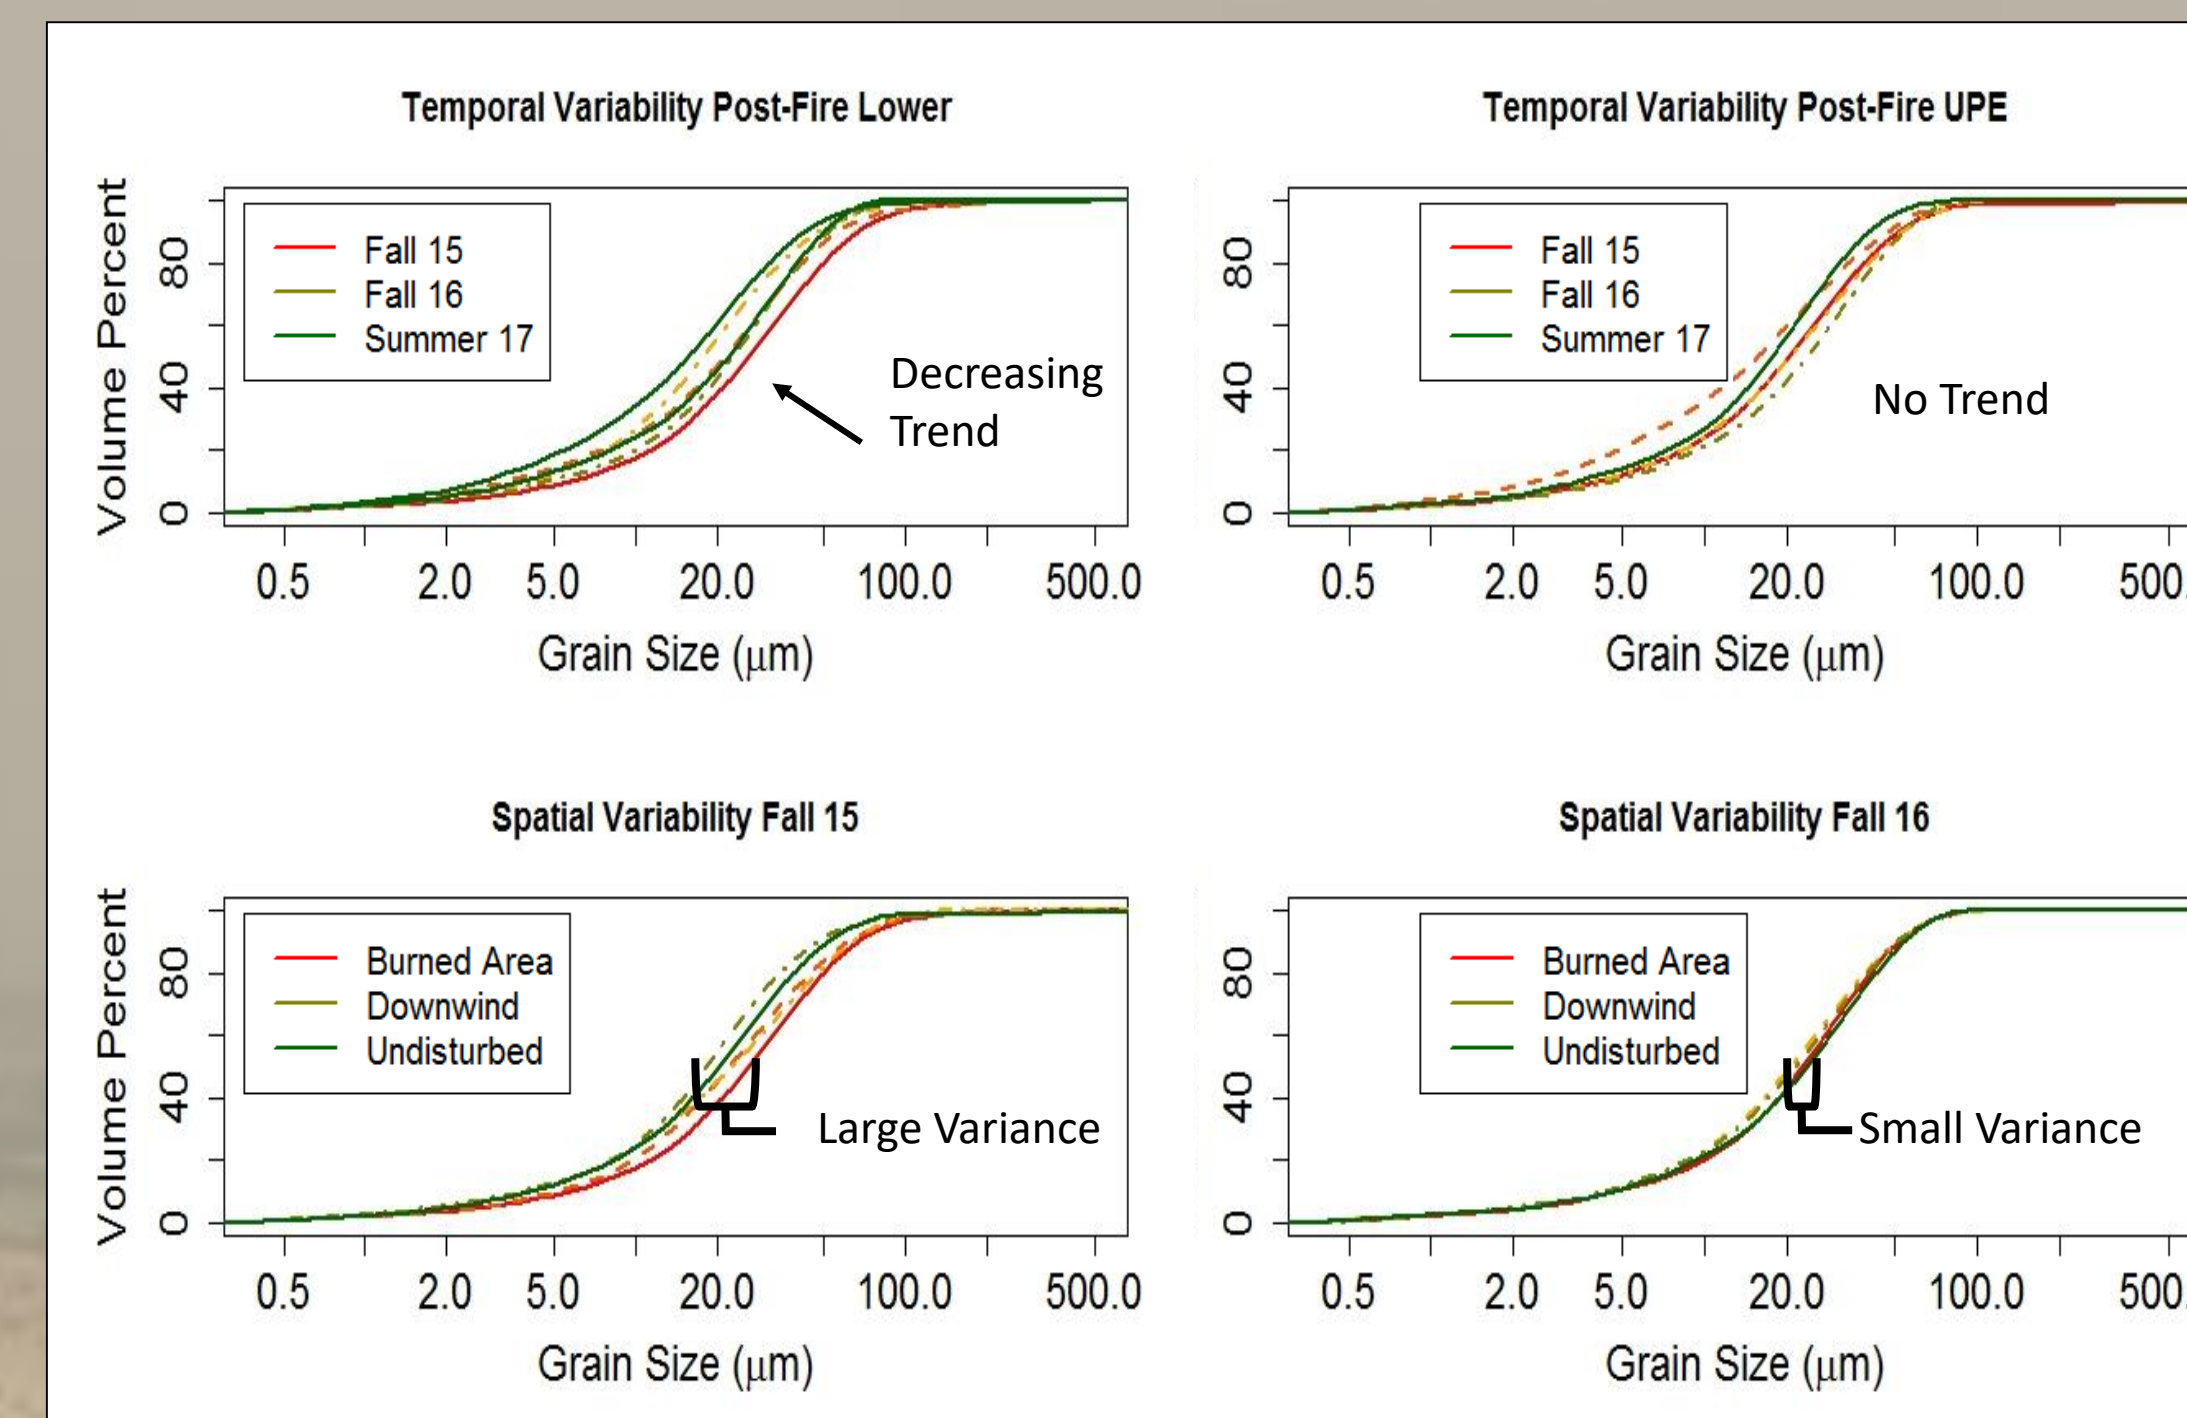 Temporal Variability Post-Fire Lower
Volume Percent
0 40 80
Fall 15
Fall 16
Summer 17
Decreasing
Trend
0.5 2.0 5.0 20.0 100.0 500.0
Grain Size (μm)
Temporal Variability Post-Fire UPE
0 40 80
Fall 15
Fall 16
Summer 17
No Trend
0.5 2.0 5.0 20.0 100.0 500.
Grain Size (μm)
Spatial Variability Fall 15
Volume Percent
0 40 80
Burned Area
Downwind
Undisturbed
Large Variance
0.5 2.0 5.0 20.0 100.0 500.0
Grain Size (μm)
Spatial Variability Fall 16
0 40 80
Burned Area
Downwind
Undisturbed
Small Variance
0.5 2.0 5.0 20.0 100.0 500.
Grain Size (μm)